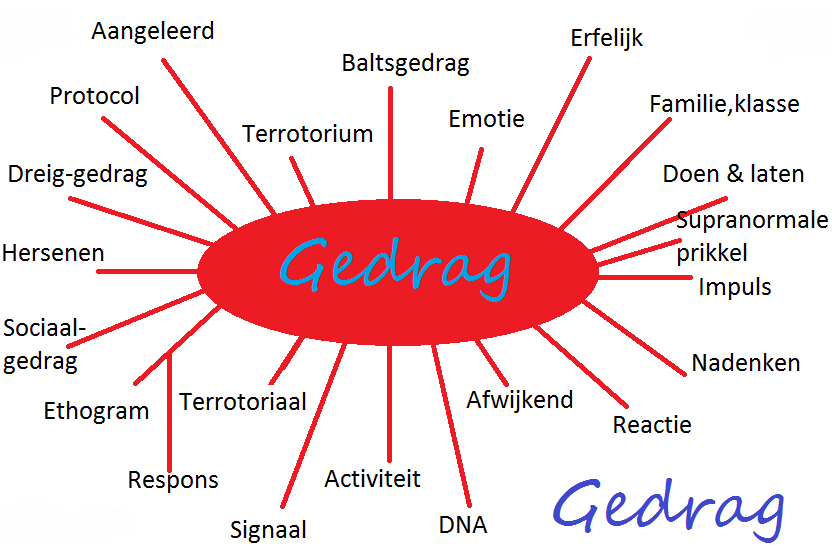 Aangeleerd
Erfelijk
Baltsgedrag
Protocol
Familie,klasse
Emotie
Terrotorium
Dreig-gedrag
Doen & laten
Supranormale
prikkel
Hersenen
Gedrag
Impuls
Sociaal-
gedrag
Nadenken
Ethogram
Terrotoriaal
Afwijkend
Reactie
Respons
Activiteit
Signaal
DNA
Gedrag